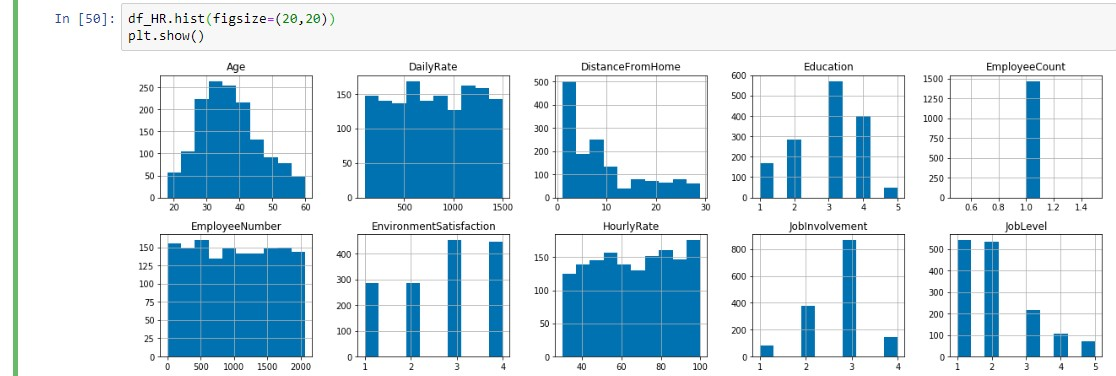 In [50]: df_HR.hist(figsize=(20,20))
plt.show()
Age DailyRate DistanceFromHome Education EmployeeCount
250 200 150 100 50 0
20 30 40 50 60
150 100 50 0
500 1000 1500
500 400 300 200 100 0
0 10 20 30
600 500 400 300 200 100 0
1 2 3 4 5
1500 1250 1000 750 500 250 0
0.6 0.8 1.0 1.2 1.4
EmployeeNumber EnvironmentSatisfaction HourlyRate JobInvolvement JobLevel
150 125 100 75 50 25 0
0 500 1000 1500 2000
400 300 200 100 0
1 2 3 4
150 100 50 0
40 60 80 100
800 600 400 200 0
1 2 3 4
500 400 300 200 100 0
1 2 3 4 5